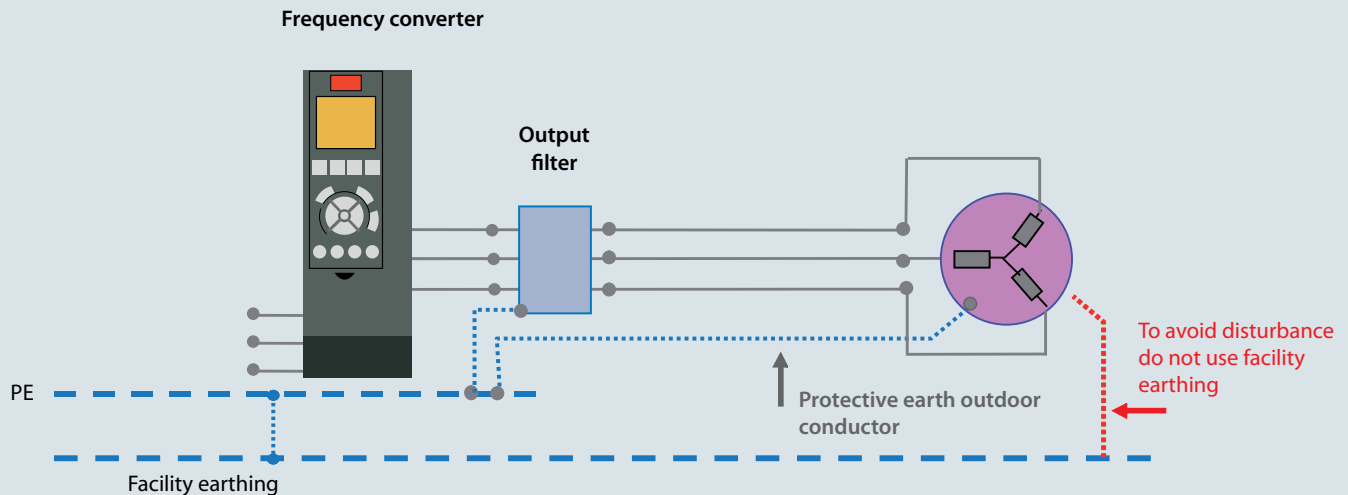 Frequency converter
Output
filter
To avoid disturbance
do not use facility
earthing
PE
Protective earth outdoor
conductor
Facility earthing